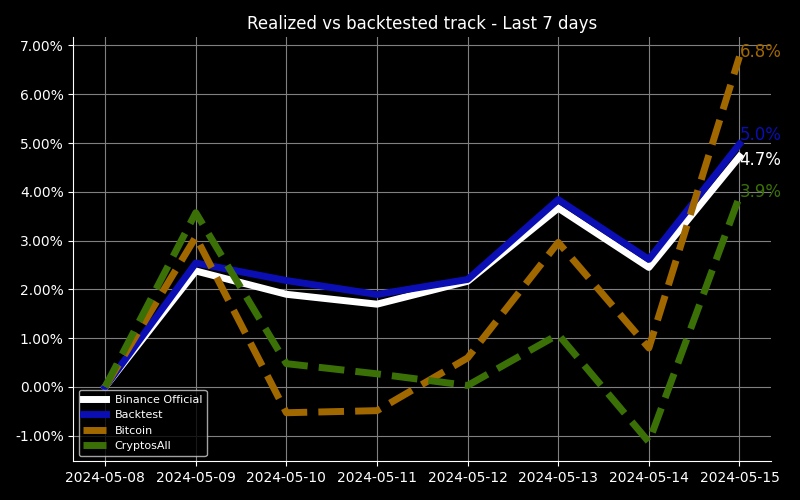 Realized vs backtested track - Last 7 days
7.00%
6.00%
5.00%
4.00%
3.00%
2.00%
1.00%
0.00%
-1.00%
6.8%
5.0%
4.7%
3.9%
Binance Official
Backtest
Bitcoin
CryptosAll
2024-05-08 2024-05-09 2024-05-10 2024-05-11 2024-05-12 2024-05-13 2024-05-14 2024-05-15